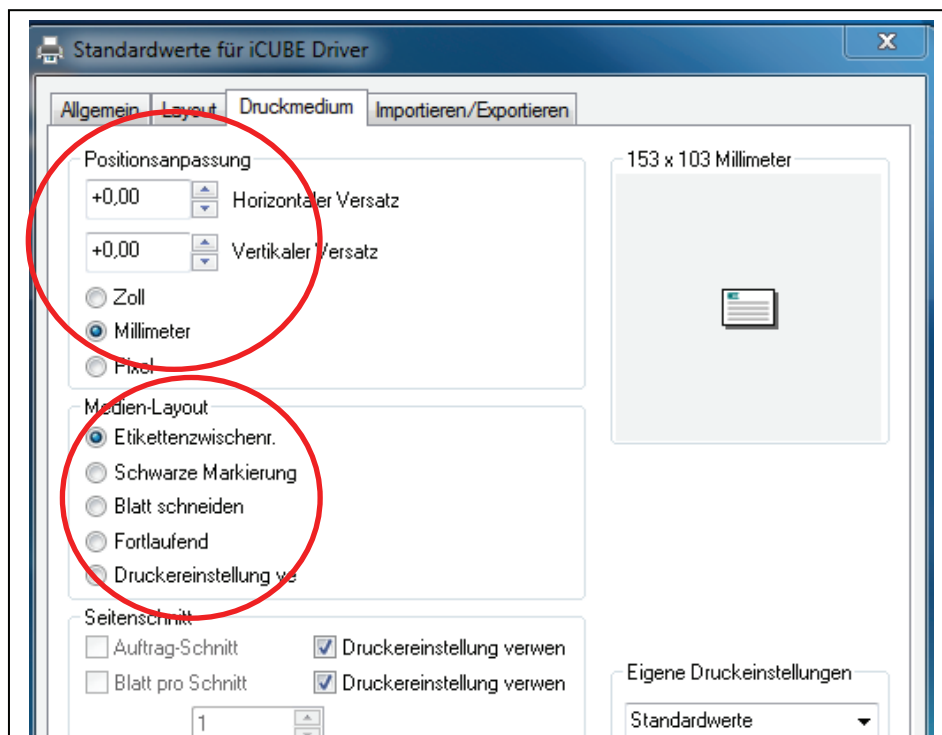 Standardwerte für iCUBE Driver
Allgemein Layout Druckmedium Importieren/Exportieren
Positionsanpassung
+0,00 Horizontaler Versatz
+0,00 Vertikaler Versatz
Zoll
Millimeter
Pixel
153 x 103 Millimeter
Medien-Layout
Etikettenzwischenr.
Schwarze Markierung
Blatt schneiden
Fortlaufend
Druckereinstellung ve
Seitenschnitt
Auftrag-Schnitt Druckereinstellung verwen
Blatt pro Schnitt Druckereinstellung verwen
1
Eigene Druckeinstellungen
Standardwerte